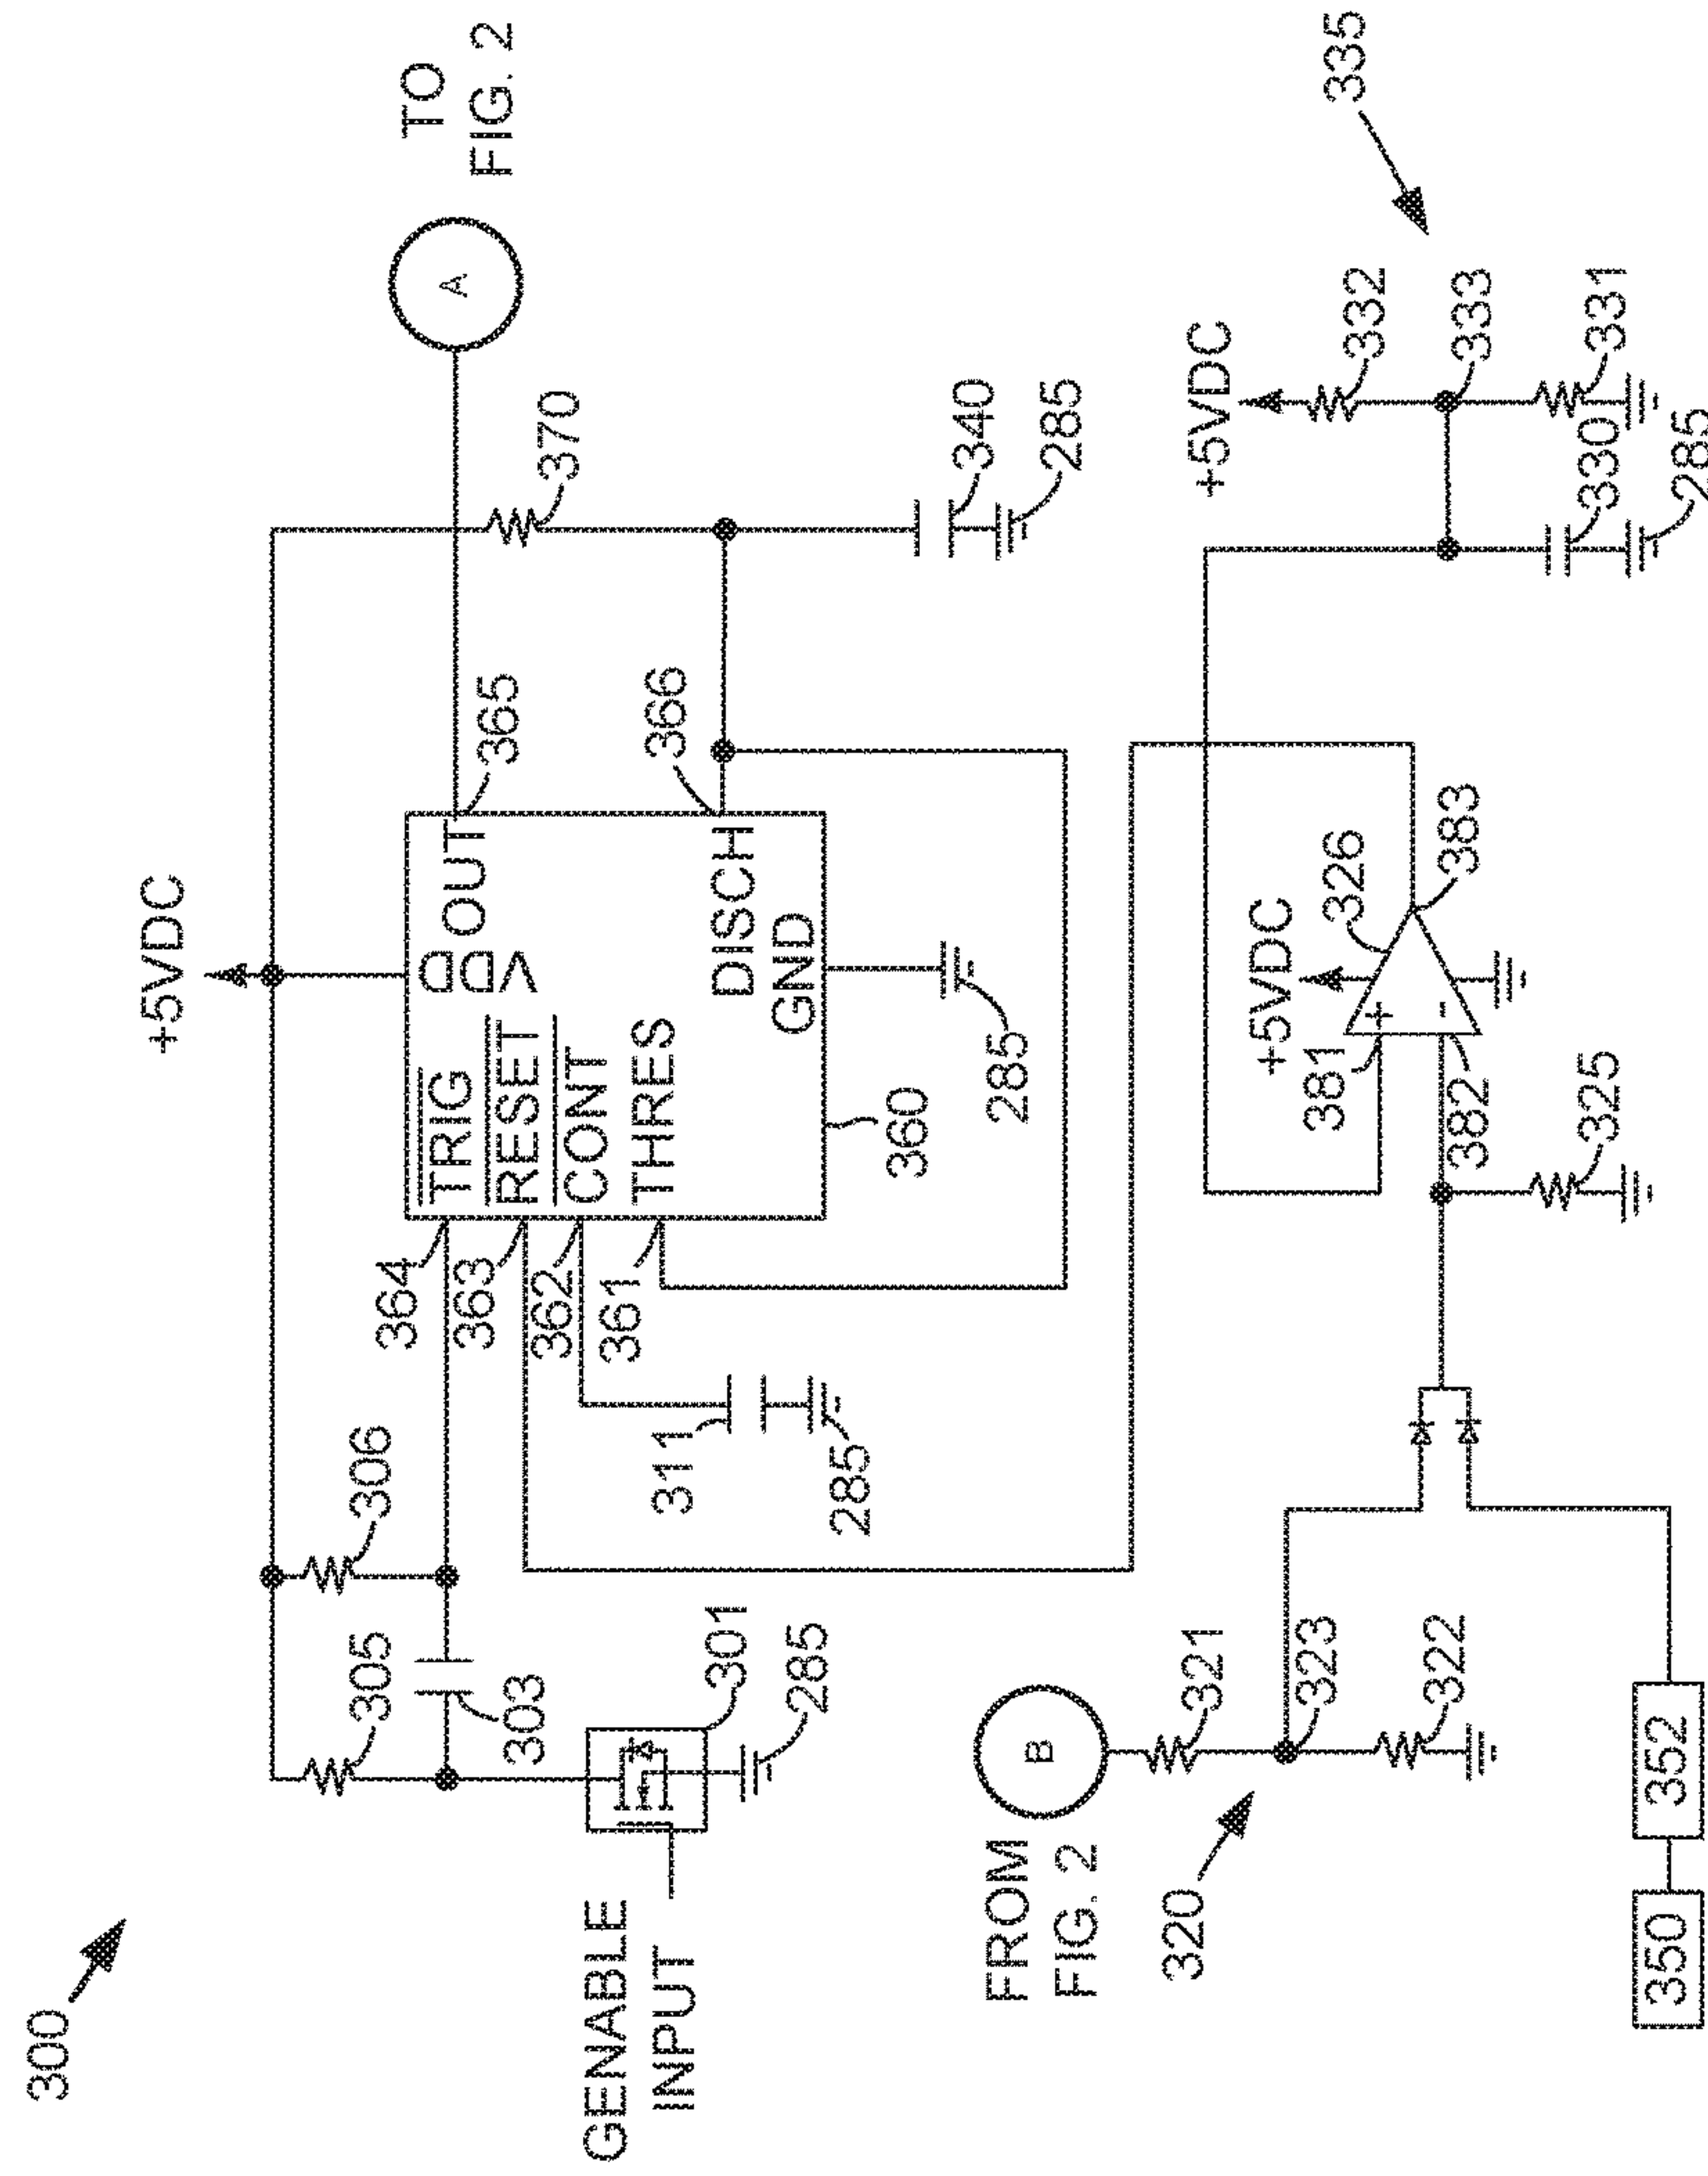 300
+5VDC
TO
FIG. 2
A
305
306
303
301
285
GENABLE
INPUT
364
363
362
361
311
285
TRIG
RESET
CONT
THRES
VDD
OUT
DISCH
GND
365
366
360
285
370
340
285
FROM
FIG. 2
B
320
321
323
322
350
352
325
+5VDC
381
382
+
-
326
383
+5VDC
332
333
331
330
285
335